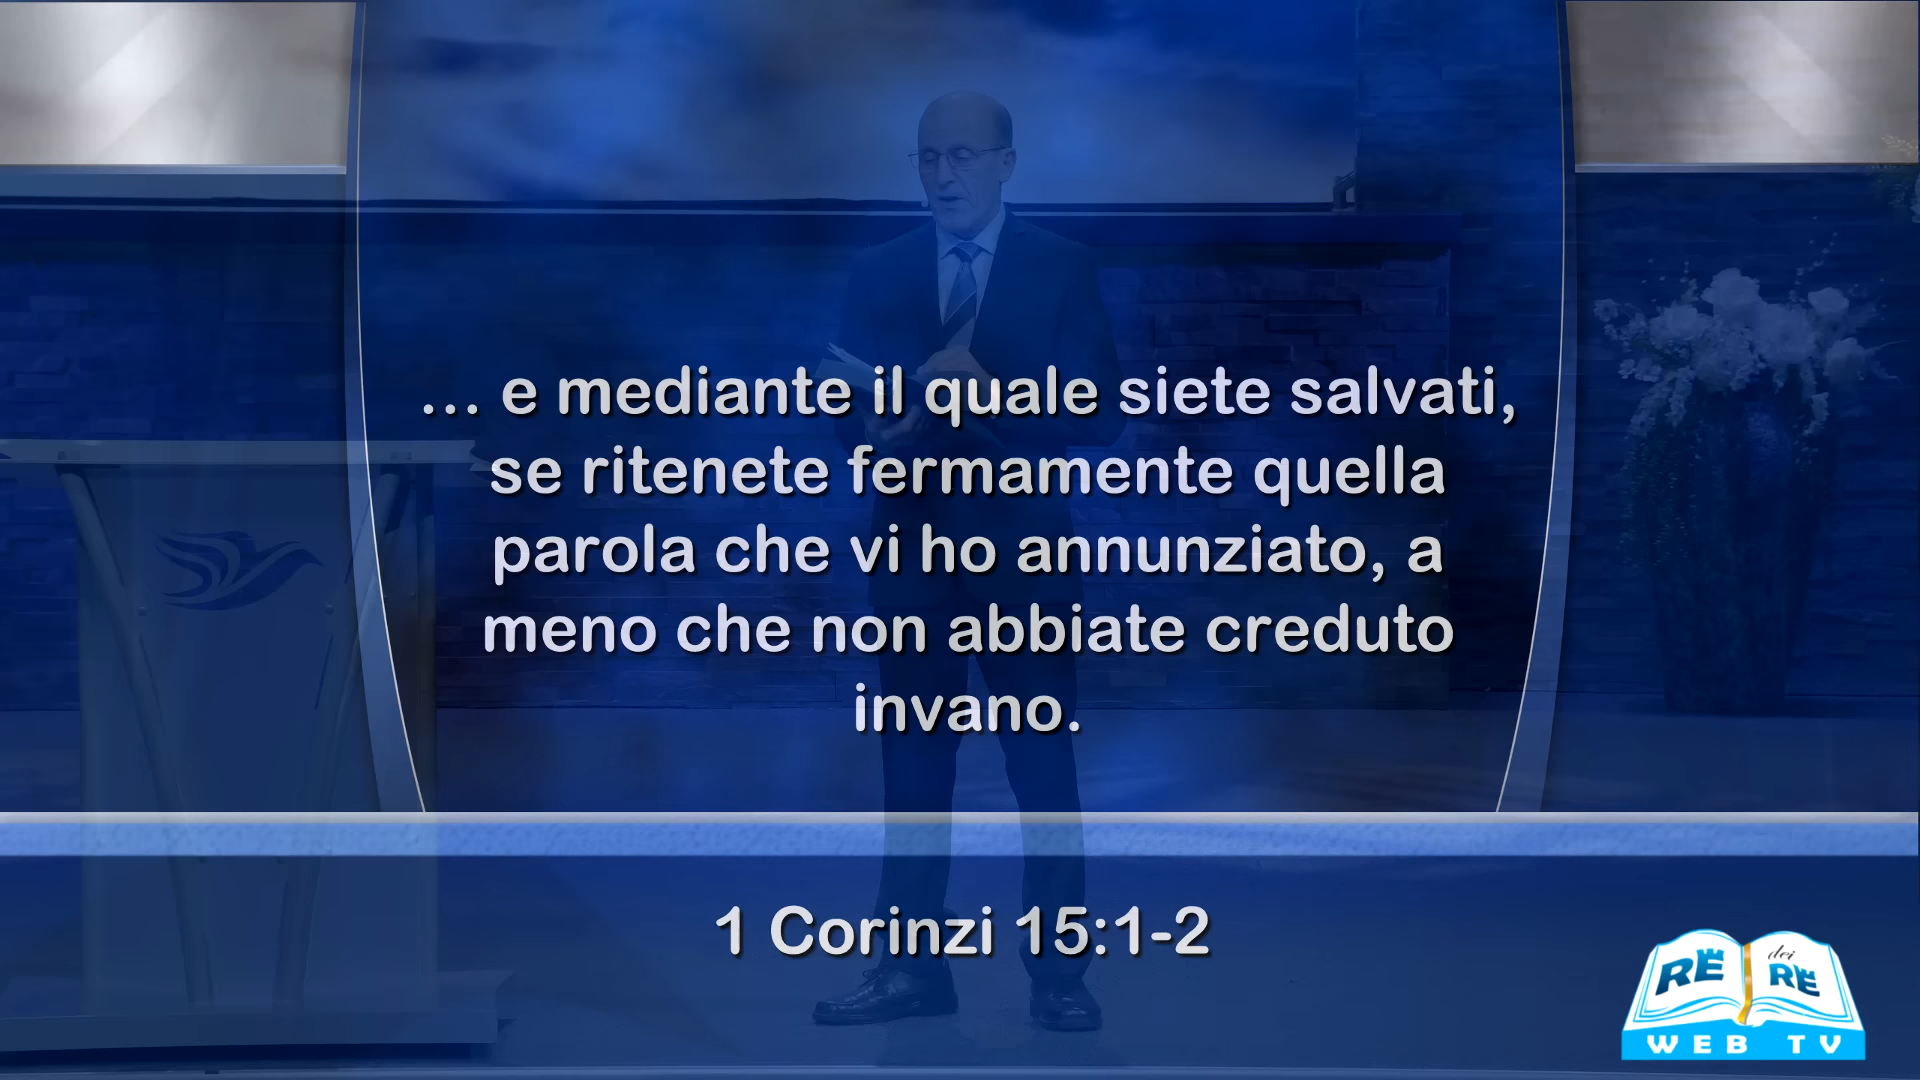 ... e mediante il quale siete salvati,
se ritenete fermamente quella
parola che vi ho annunziato, a
meno che non abbiate creduto
invano.
1 Corinzi 15:1-2
RE dei RE
WEB TV